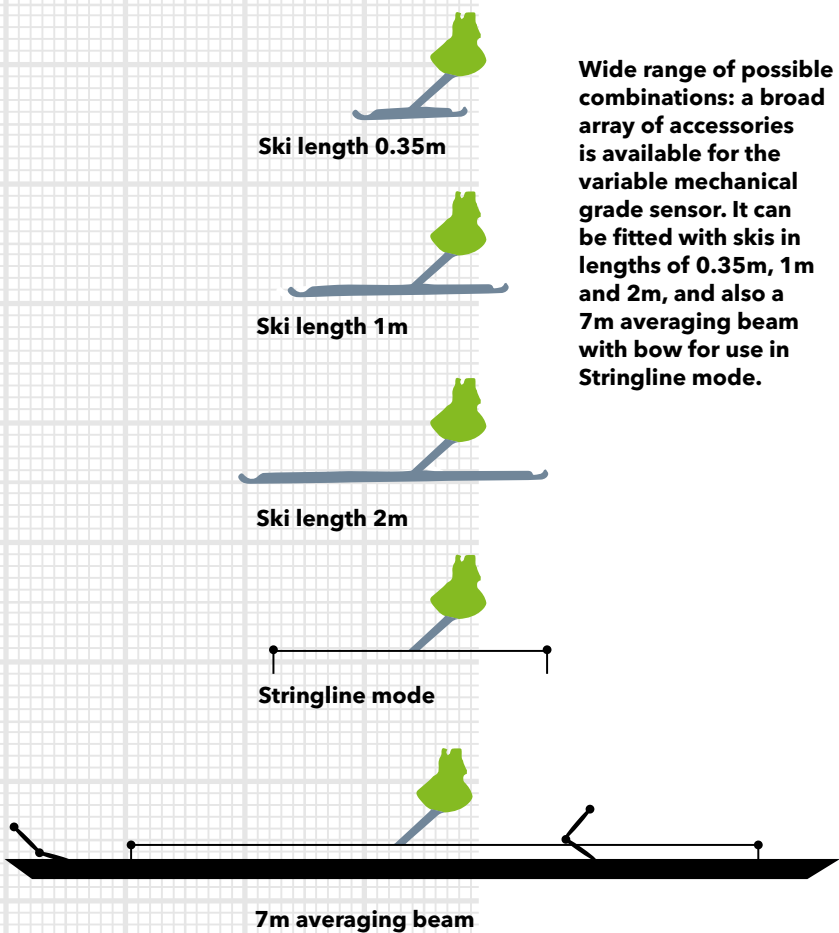 Ski length 0.35m
Wide range of possible
combinations: a broad
array of accessories
is available for the
variable mechanical
grade sensor. It can
be fitted with skis in
lengths of 0.35m, 1m
and 2m, and also a
7m averaging beam
with bow for use in
Stringline mode.
Ski length 1m
Ski length 2m
Stringline mode
7m averaging beam